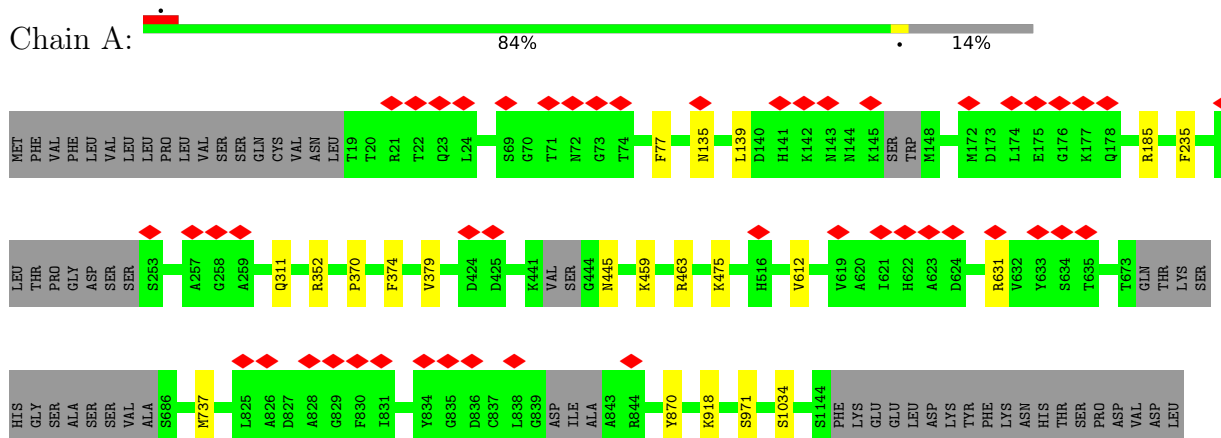 Chain A:
•
84%
•
14%
MET PHE VAL PHE LEU VAL LEU LEU PRO LEU VAL SER SER GLN CYS VAL ASN LEU T19 T20 R21 T22 Q23 L24 S69 G70 T71 N72 G73 T74 F77 N135 L139 D140 H141 K142 N143 N144 K145 SER TRP M148 M172 D173 L174 E175 G176 K177 Q178 R185 F235
LEU THR PRO GLY ASP SER SER SER S253 A257 G258 A259 Q311 R352 P370 F374 V379 D424 D425 K441 VAL SER G444 N445 K459 R463 K475 H516 V612 V619 A620 I621 H622 A623 D624 R631 V632 Y633 S634 T635 T673 GLN THR LYS SER
HIS GLY SER ALA SER SER VAL ALA S686 M737 L825 A826 D827 A828 G829 F830 I831 Y834 G835 D836 C837 L838 G839 ASP ILE ALA A843 R844 Y870 K918 S971 S1034 S1144 PHE LYS GLU GLU LEU ASP LYS TYR PHE LYS ASN HIS THR SER PRO ASP VAL ASP LEU